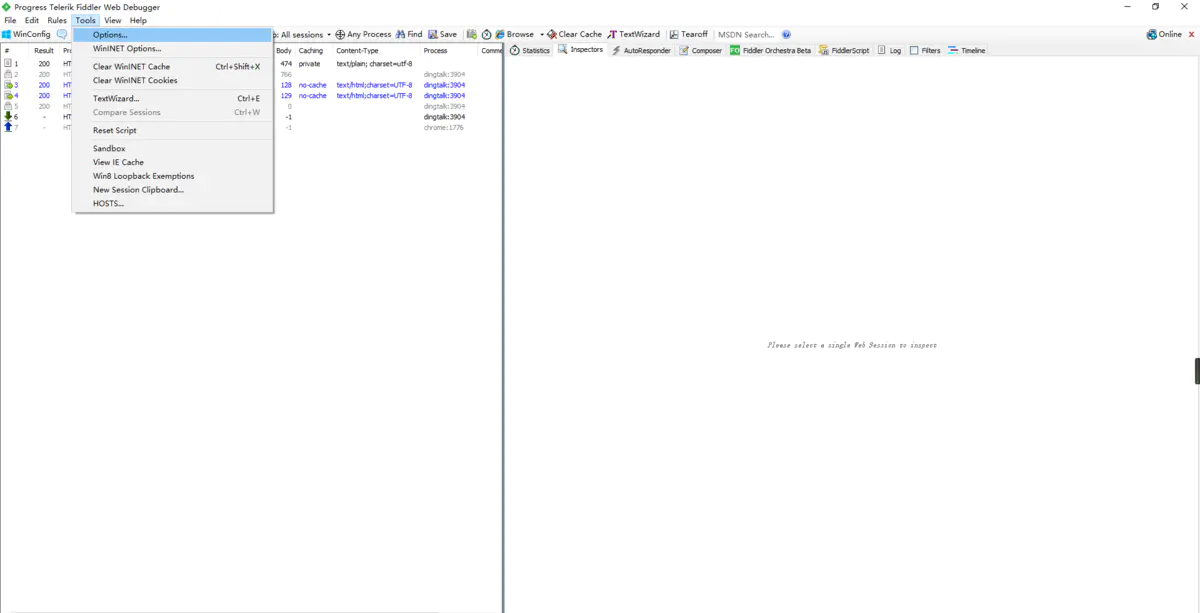 Progress Telerik Fiddler Web Debugger
File Edit Rules Tools View Help
WinConfig : All sessions Any Process Find Save Browse Clear Cache TextWizard Tearoff MSDN Search... Online
Options...
WinINET Options...
Clear WinINET Cache Ctrl+Shift+X
Clear WinINET Cookies
TextWizard... Ctrl+E
Compare Sessions Ctrl+W
Reset Script
Sandbox
View IE Cache
Win8 Loopback Exemptions
New Session Clipboard...
HOSTS...
# Result Body Caching Content-Type Process Comme
1 200 HT 474 private text/plain; charset=utf-8
2 200 HT 766 dingtalk:3904
3 200 HT 128 no-cache text/html;charset=UTF-8 dingtalk:3904
4 200 HT 129 no-cache text/html;charset=UTF-8 dingtalk:3904
5 200 HT 0 dingtalk:3904
6 - HT -1 dingtalk:3904
7 - HT -1 chrome:1776
Statistics Inspectors AutoResponder Composer FO Fiddler Orchestra Beta FiddlerScript Log Filters Timeline
Please select a single Web Session to inspect